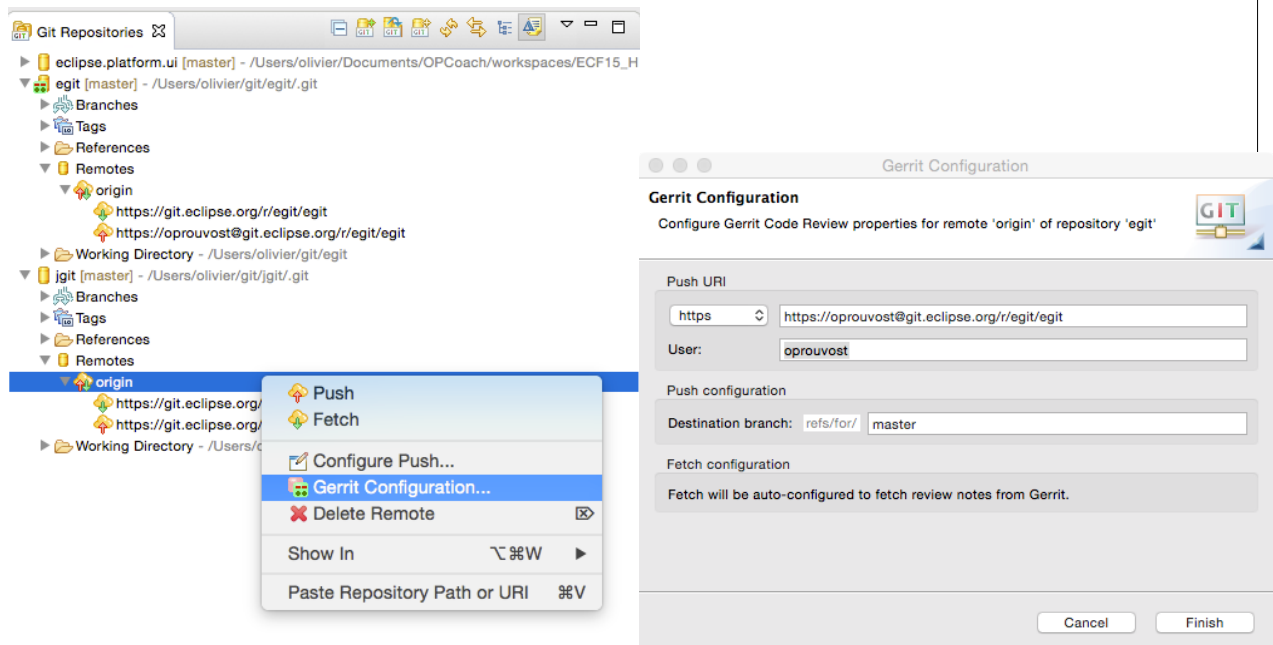 Git Repositories
eclipse.platform.ui [master] - /Users/olivier/Documents/OPCoach/workspaces/ECF15_H
egit [master] - /Users/olivier/git/egit/.git
Branches
Tags
References
Remotes
origin
https://git.eclipse.org/r/egit/egit
https://oprouvost@git.eclipse.org/r/egit/egit
Working Directory - /Users/olivier/git/egit
jgit [master] - /Users/olivier/git/jgit/.git
Branches
Tags
References
Remotes
origin
https://git.eclipse.org/
https://git.eclipse.org/
Working Directory - /Users/o
Push
Fetch
Configure Push...
Gerrit Configuration...
Delete Remote
Show In ⌥⌘W
Paste Repository Path or URI ⌘V
Gerrit Configuration
Gerrit Configuration
Configure Gerrit Code Review properties for remote 'origin' of repository 'egit'
GIT
Push URI
https https://oprouvost@git.eclipse.org/r/egit/egit
User: oprouvost
Push configuration
Destination branch: refs/for/ master
Fetch configuration
Fetch will be auto-configured to fetch review notes from Gerrit.
Cancel Finish